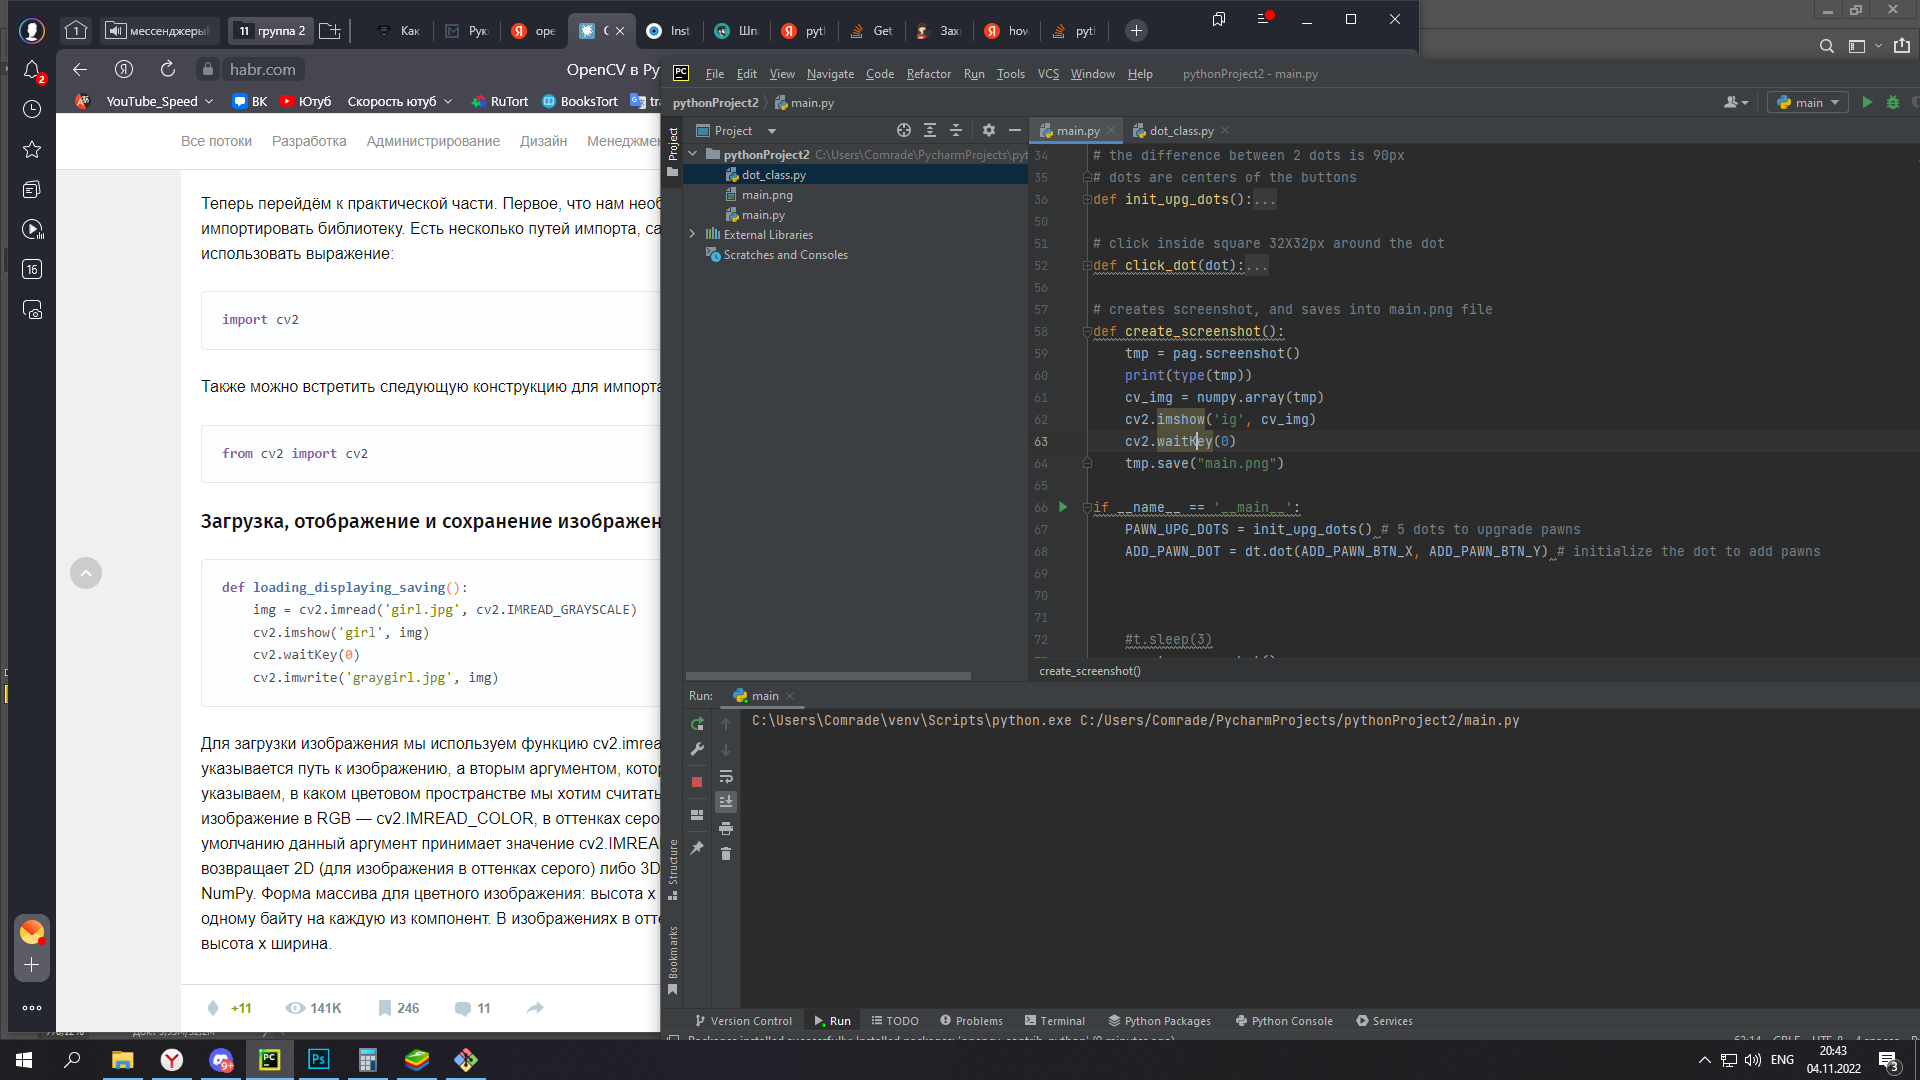 1
мессенджеры
11 группа 2
Как
Рук
оре
С
Inst
Шп
pytl
Get
Зах
how
pytl
2
habr.com
OpenCV в Py
YouTube_Speed
ВК
Ютуб
Скорость ютуб
RuTort
BooksTort
tra
Все потоки
Разработка
Администрирование
Дизайн
Менеджме
16
Теперь перейдём к практической части. Первое, что нам необ
импортировать библиотеку. Есть несколько путей импорта, са
использовать выражение:
import cv2
Также можно встретить следующую конструкцию для импорта
from cv2 import cv2
Загрузка, отображение и сохранение изображен
def loading_displaying_saving():
img = cv2.imread('girl.jpg', cv2.IMREAD_GRAYSCALE)
cv2.imshow('girl', img)
cv2.waitKey(0)
cv2.imwrite('graygirl.jpg', img)
Для загрузки изображения мы используем функцию cv2.imrea
указывается путь к изображению, а вторым аргументом, котор
указываем, в каком цветовом пространстве мы хотим считать
изображение в RGB — cv2.IMREAD_COLOR, в оттенках серо
умолчанию данный аргумент принимает значение cv2.IMREA
возвращает 2D (для изображения в оттенках серого) либо 3D
NumPy. Форма массива для цветного изображения: высота x
одному байту на каждую из компонент. В изображениях в отте
высота x ширина.
+11
141K
246
11
PC
File Edit View Navigate Code Refactor Run Tools VCS Window Help
pythonProject2 - main.py
pythonProject2
main.py
main
Project
Project
main.py
dot_class.py
pythonProject2 C:\Users\Comrade\PycharmProjects\pyt
dot_class.py
main.png
main.py
External Libraries
Scratches and Consoles
34 # the difference between 2 dots is 90px
35 # dots are centers of the buttons
36 def init_upg_dots():...
50
51 # click inside square 32X32px around the dot
52 def click_dot(dot):...
56
57 # creates screenshot, and saves into main.png file
58 def create_screenshot():
59 tmp = pag.screenshot()
60 print(type(tmp))
61 cv_img = numpy.array(tmp)
62 cv2.imshow('ig', cv_img)
63 cv2.waitKey(0)
64 tmp.save("main.png")
65
66 if __name__ == '__main__':
67 PAWN_UPG_DOTS = init_upg_dots() # 5 dots to upgrade pawns
68 ADD_PAWN_DOT = dt.dot(ADD_PAWN_BTN_X, ADD_PAWN_BTN_Y) # initialize the dot to add pawns
69
70
71
72 #t.sleep(3)
create_screenshot()
Run:
main
C:\Users\Comrade\venv\Scripts\python.exe C:/Users/Comrade/PycharmProjects/pythonProject2/main.py
Structure
Bookmarks
Version Control
Run
TODO
Problems
Terminal
Python Packages
Python Console
Services
PC
Ps
9+
ENG
20:43
04.11.2022
3